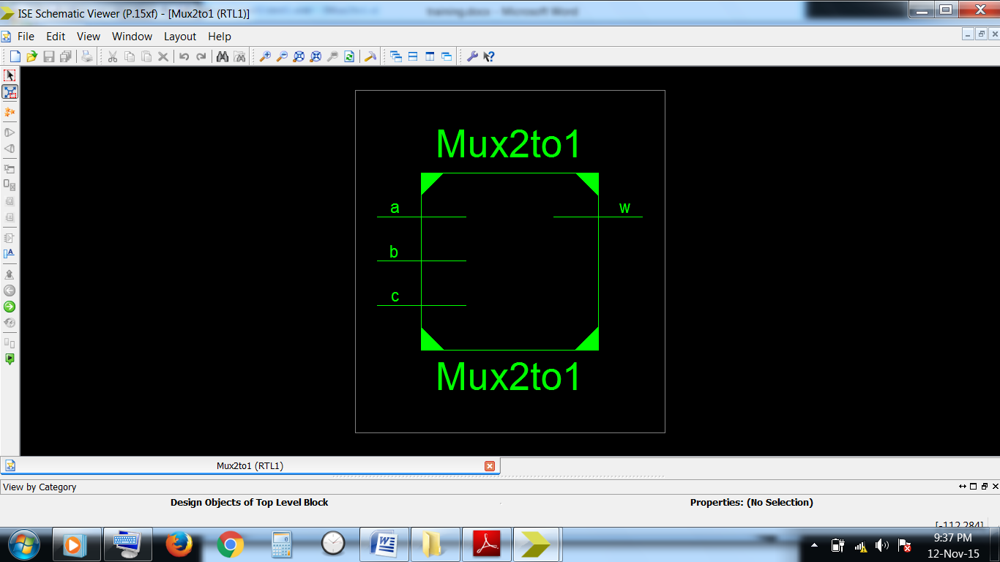 training.docx - Microsoft Word
ISE Schematic Viewer (P.15xf) - [Mux2to1 (RTL1)]
File Edit View Window Layout Help
Mux2to1
a
w
b
c
Mux2to1
Mux2to1 (RTL1)
View by Category
Design Objects of Top Level Block
Properties: (No Selection)
[-112,284]
9:37 PM
12-Nov-15